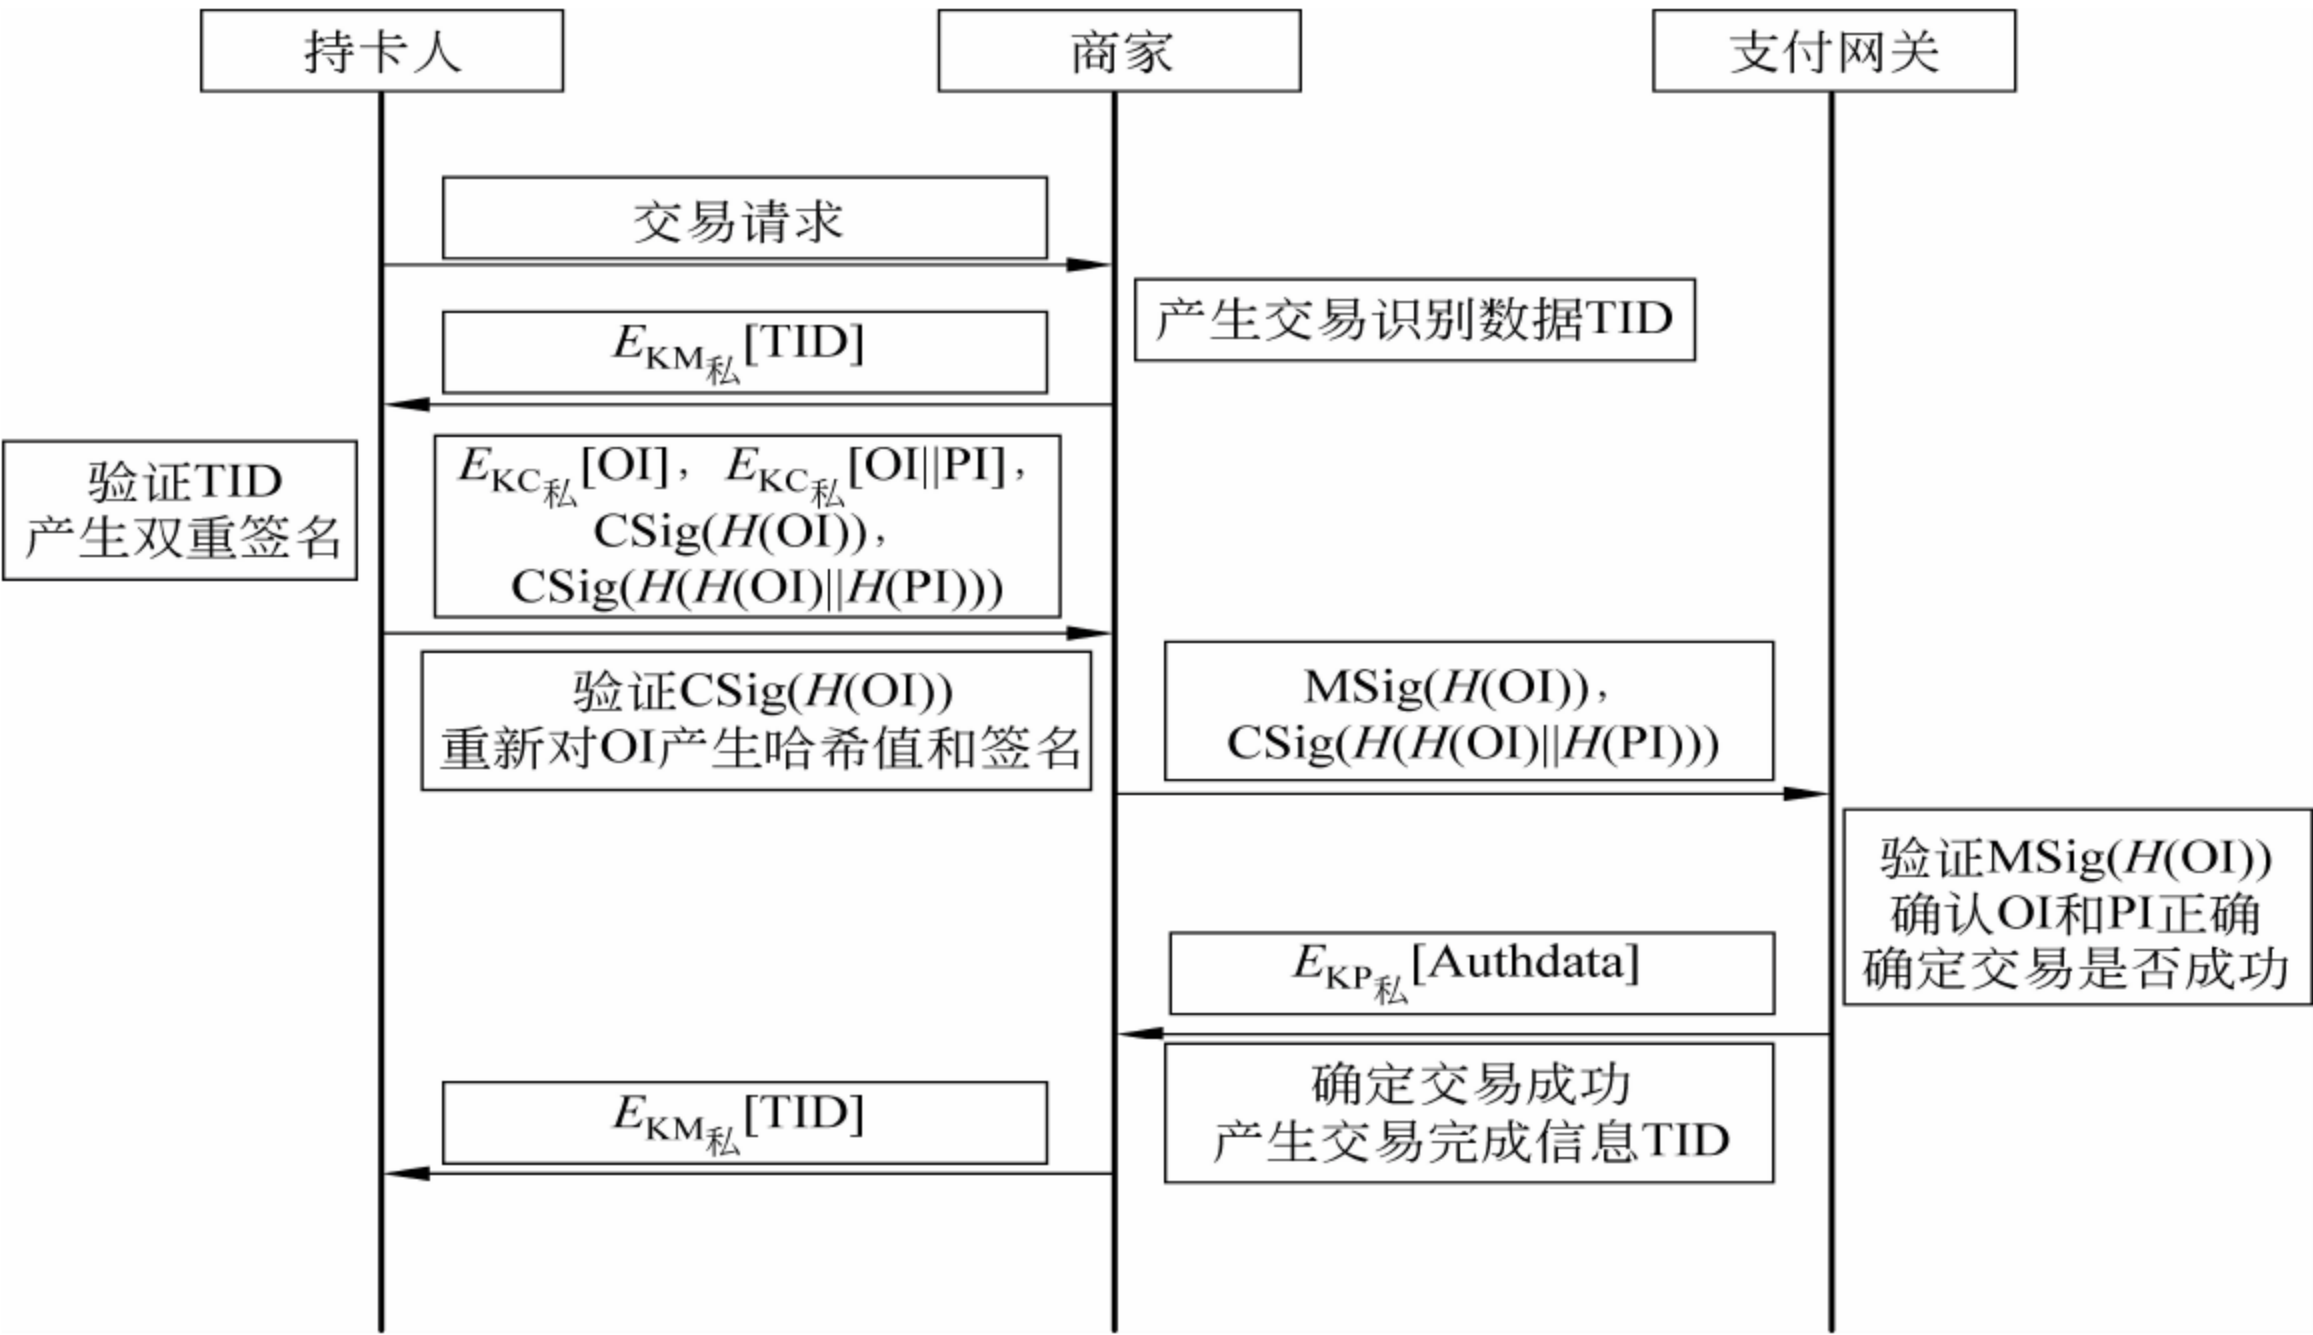 持卡人
商家
支付网关
交易请求
产生交易识别数据TID
EKM私[TID]
EKC私[OI]，EKC私[OI||PI]，
CSig(H(OI))，
CSig(H(H(OI)||H(PI)))
验证TID
产生双重签名
验证CSig(H(OI))
重新对OI产生哈希值和签名
MSig(H(OI))，
CSig(H(H(OI)||H(PI)))
验证MSig(H(OI))
确认OI和PI正确
确定交易是否成功
EKP私[Authdata]
确定交易成功
产生交易完成信息TID
EKM私[TID]